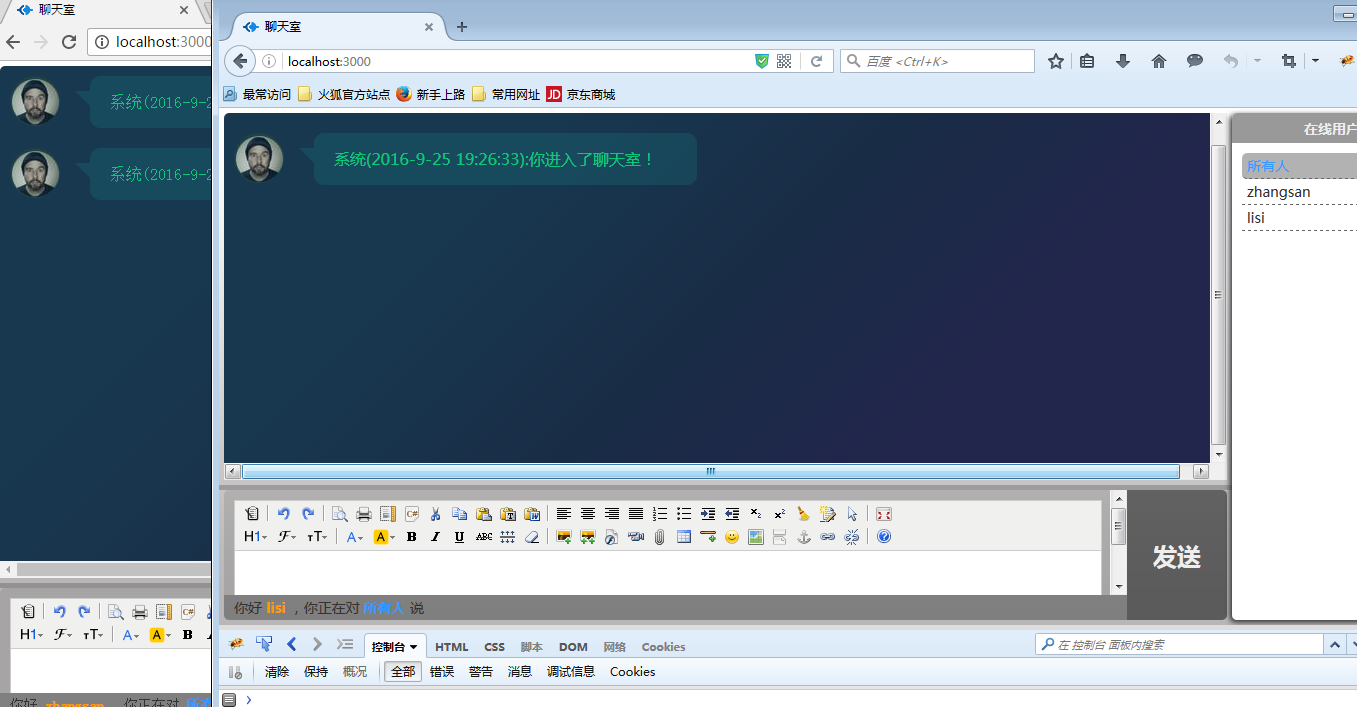 聊天室
localhost:3000
系统(2016-9-2
系统(2016-9-2
H1 F TT A A B
你好 zhangsan ，你正在对 所有
聊天室
localhost:3000
百度 <Ctrl+K>
最常访问 火狐官方站点 新手上路 常用网址 JD 京东商城
系统(2016-9-25 19:26:33):你进入了聊天室！
在线用户
所有人
zhangsan
lisi
H1 F TT A A B I U ABC
发送
你好 lisi ，你正在对 所有人 说
控制台 HTML CSS 脚本 DOM 网络 Cookies
在 控制台 面板内搜索
清除 保持 概况 全部 错误 警告 消息 调试信息 Cookies